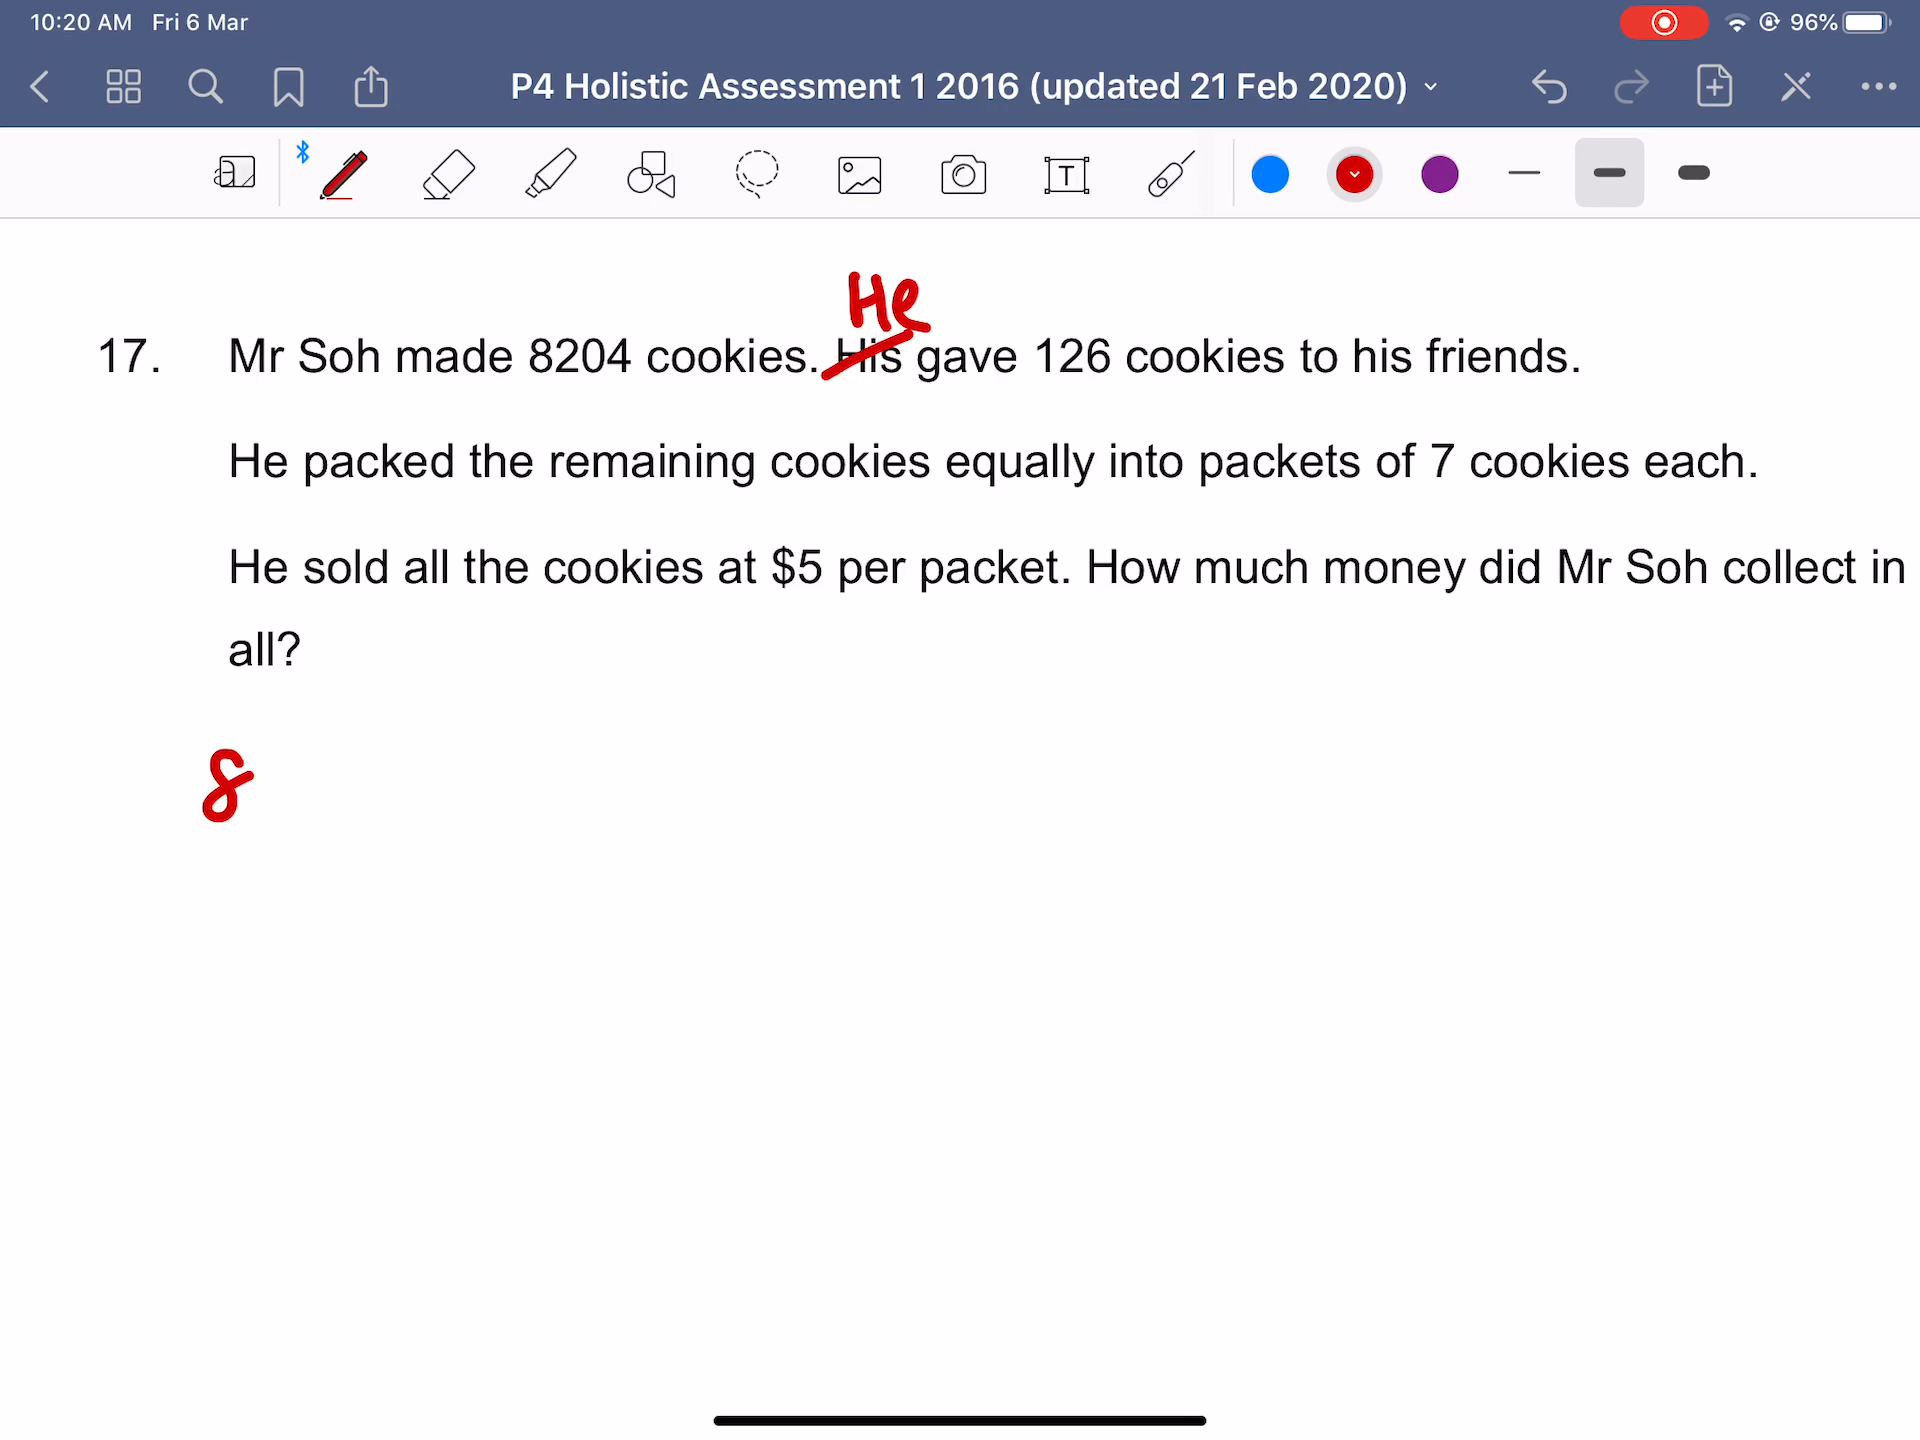 10:20 AM Fri 6 Mar 96%
P4 Holistic Assessment 1 2016 (updated 21 Feb 2020)
a T
He
17. Mr Soh made 8204 cookies. His gave 126 cookies to his friends.
He packed the remaining cookies equally into packets of 7 cookies each.
He sold all the cookies at $5 per packet. How much money did Mr Soh collect in
all?
8